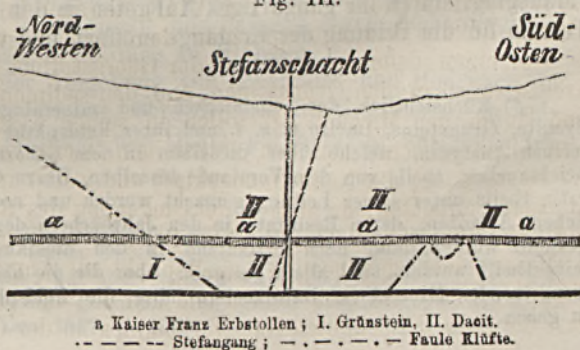 Fig. III.
Nord-Westen
Süd-Osten
Stefanschacht
a II a II a II a
I II II
a Kaiser Franz Erbstollen; I. Grünstein, II. Dacit.
Stefangang; Faule Klüfte.